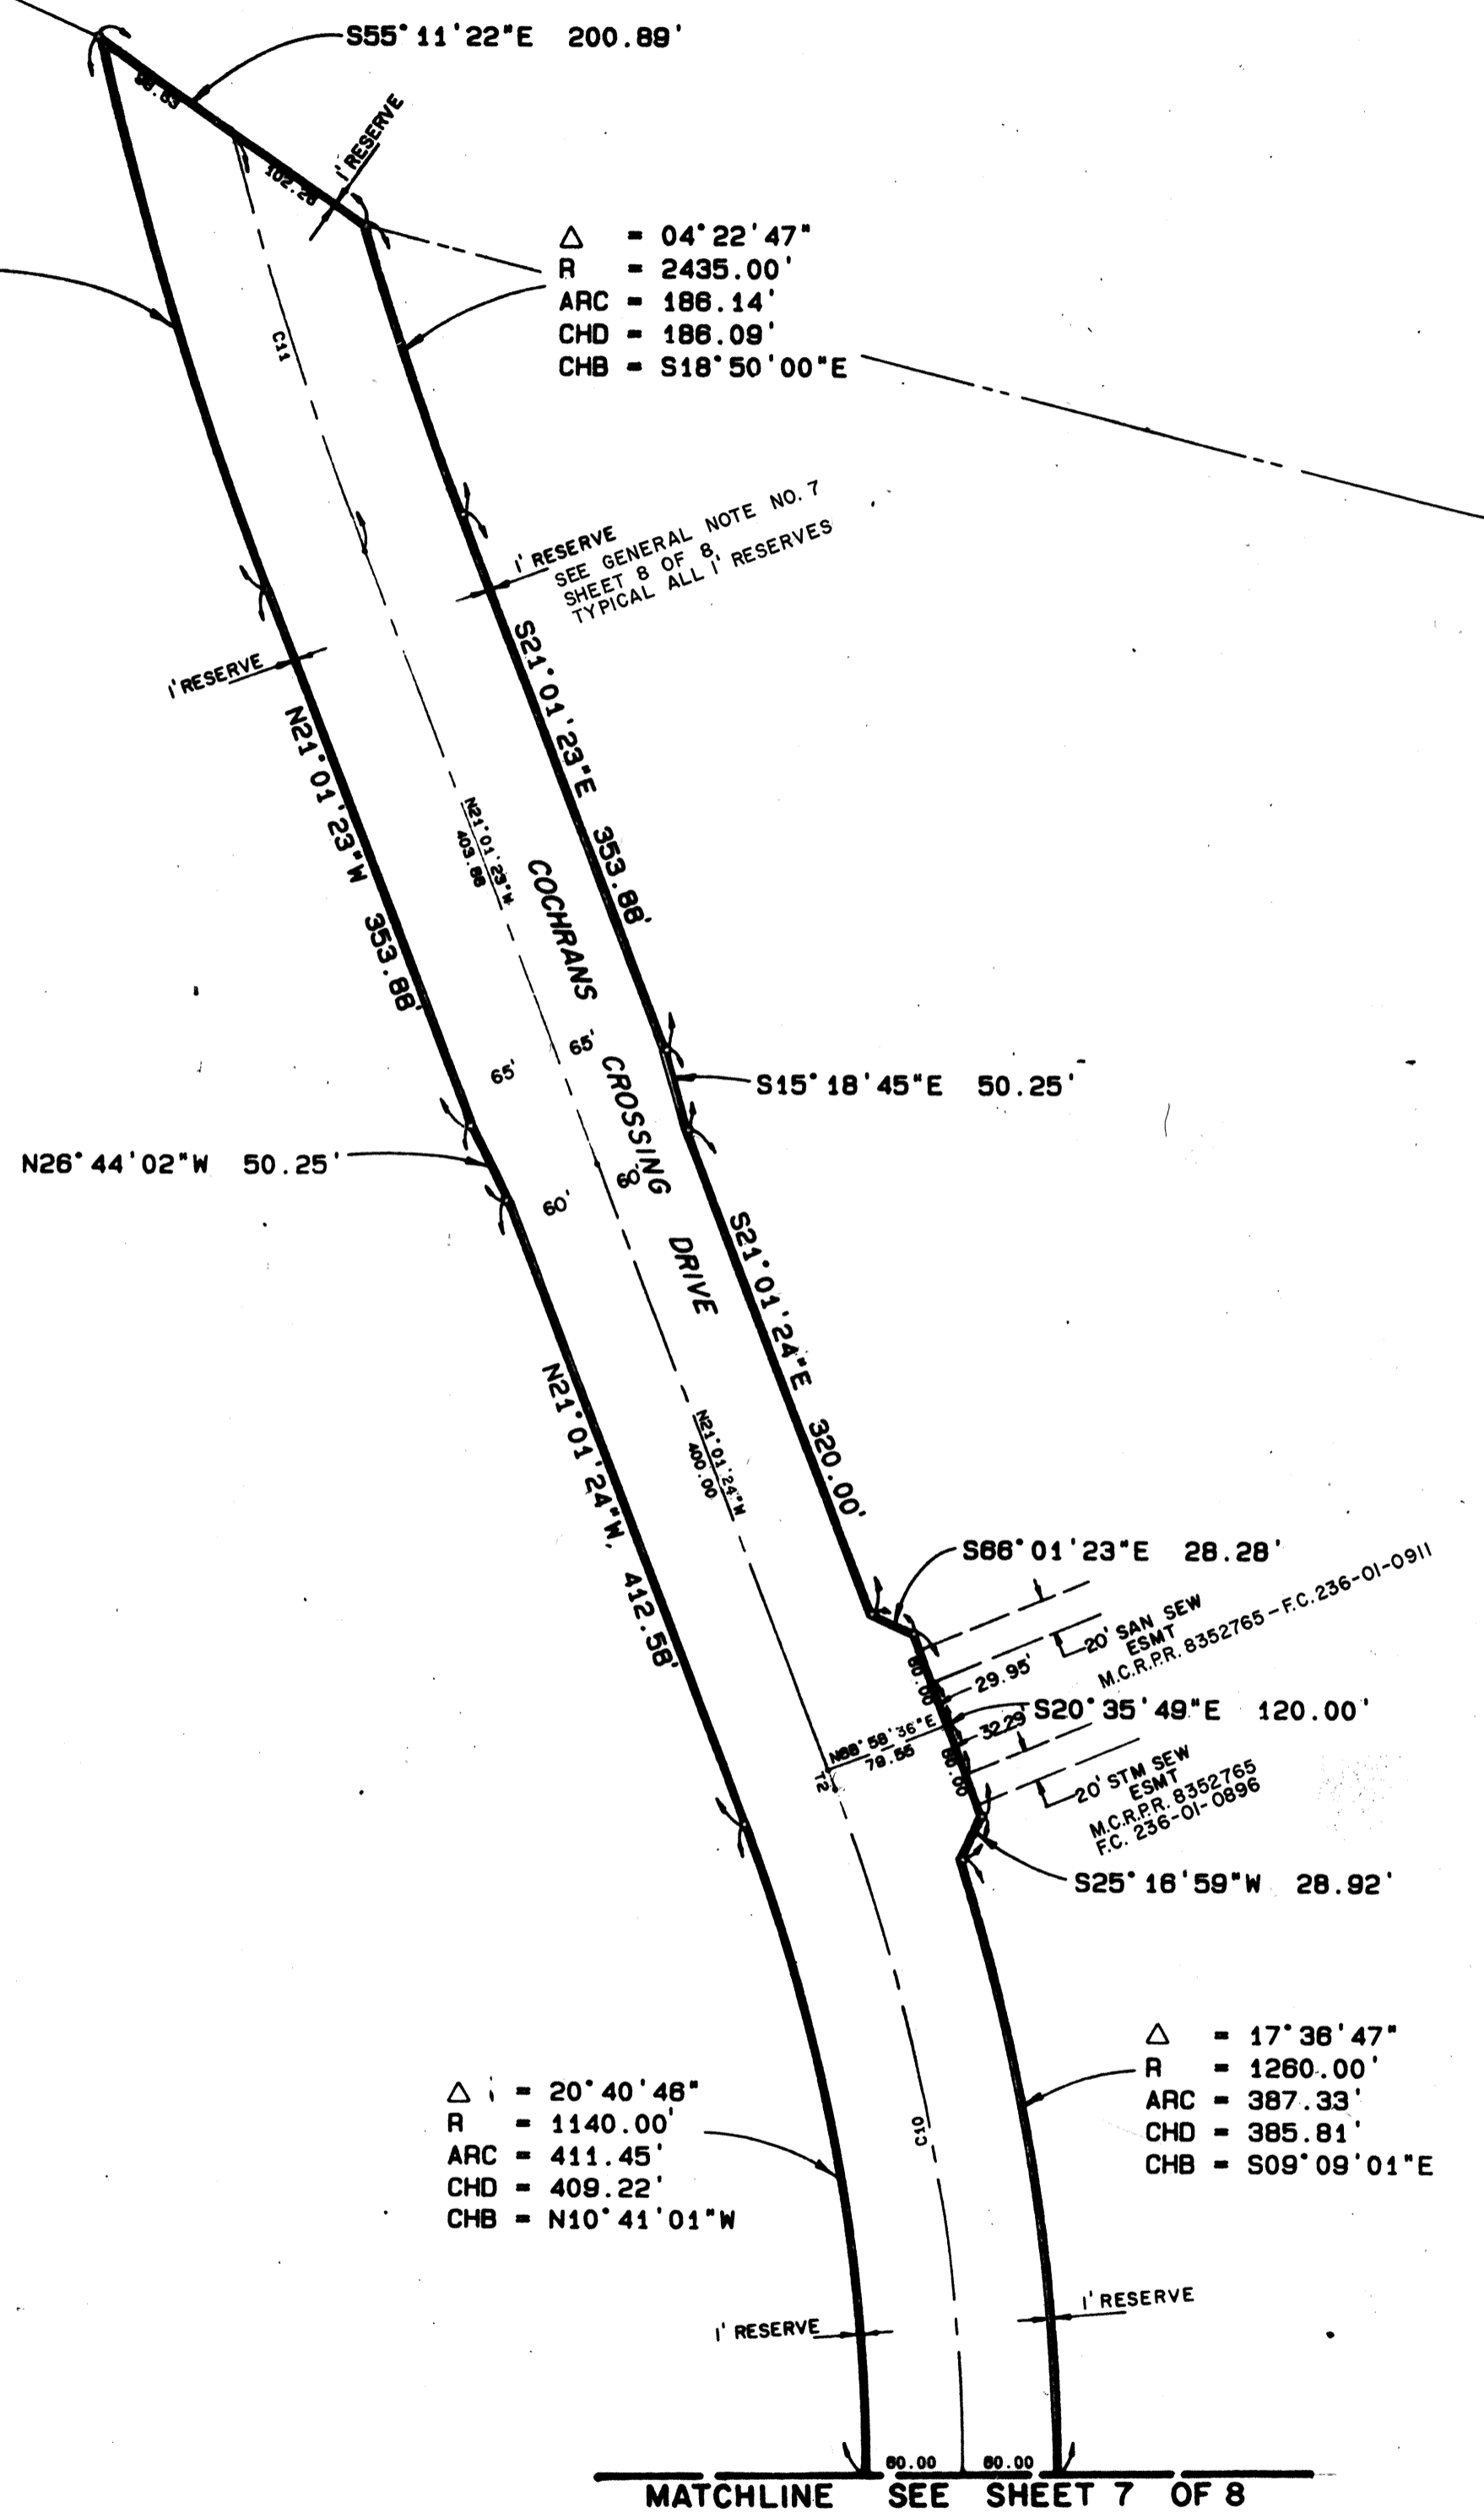 S55°11'22"E 200.89'
102.26
1' RESERVE
△ = 04°22'47"
R = 2435.00'
ARC = 186.14'
CHD = 186.09'
CHB = S18°50'00"E
C11
1' RESERVE
SEE GENERAL NOTE NO. 7
SHEET 8 OF 8,
TYPICAL ALL 1' RESERVES
1' RESERVE
S21°01'23"E 353.88'
N21°01'23"W 353.88'
N21°01'23"W
403.88
COCHRANS CROSSING DRIVE
65'
65'
S15°18'45"E 50.25'
N26°44'02"W 50.25'
60'
60'
S21°01'24"E 320.00'
N21°01'24"W, 412.58'
N21°01'24"W
400.00
S66°01'23"E 28.28'
20' SAN SEW
ESMT
M.C.R.P.R. 8352765 - F.C. 236-01-0911
60.00
29.95'
S20°35'49"E 120.00'
32.29'
N68°58'36"E
79.55
60.00
T2
20' STM SEW
ESMT
M.C.R.P.R. 8352765
F.C. 236-01-0896
S25°16'59"W 28.92'
△ = 17°36'47"
R = 1260.00'
ARC = 387.33'
CHD = 385.81'
CHB = S09°09'01"E
△ = 20°40'46"
R = 1140.00'
ARC = 411.45'
CHD = 409.22'
CHB = N10°41'01"W
C10
1' RESERVE
1' RESERVE
60.00 60.00
MATCHLINE SEE SHEET 7 OF 8